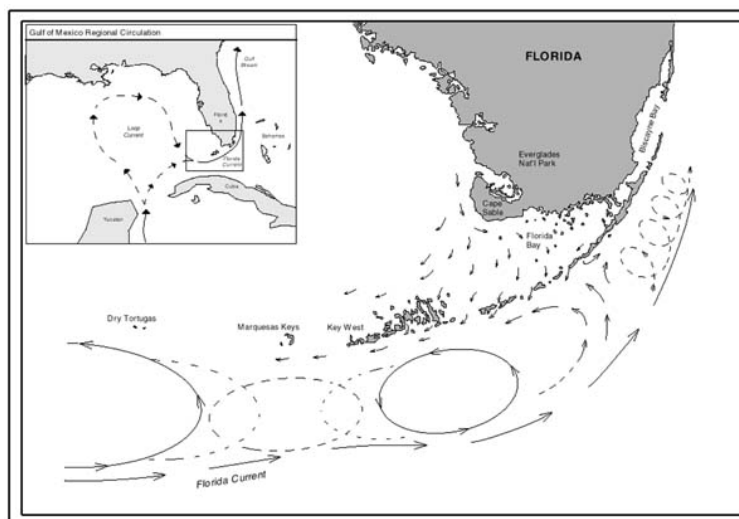 Gulf of Mexico Regional Circulation
Gulf
Stream
Loop
Current
Florid
a
Bahamas
Florida
Current
Cuba
Yucatan
FLORIDA
Biscayne Bay
Everglades
Nat'l Park
Cape
Sable
Florida
Bay
Dry Tortugas
Marquesas Keys
Key West
Florida Current